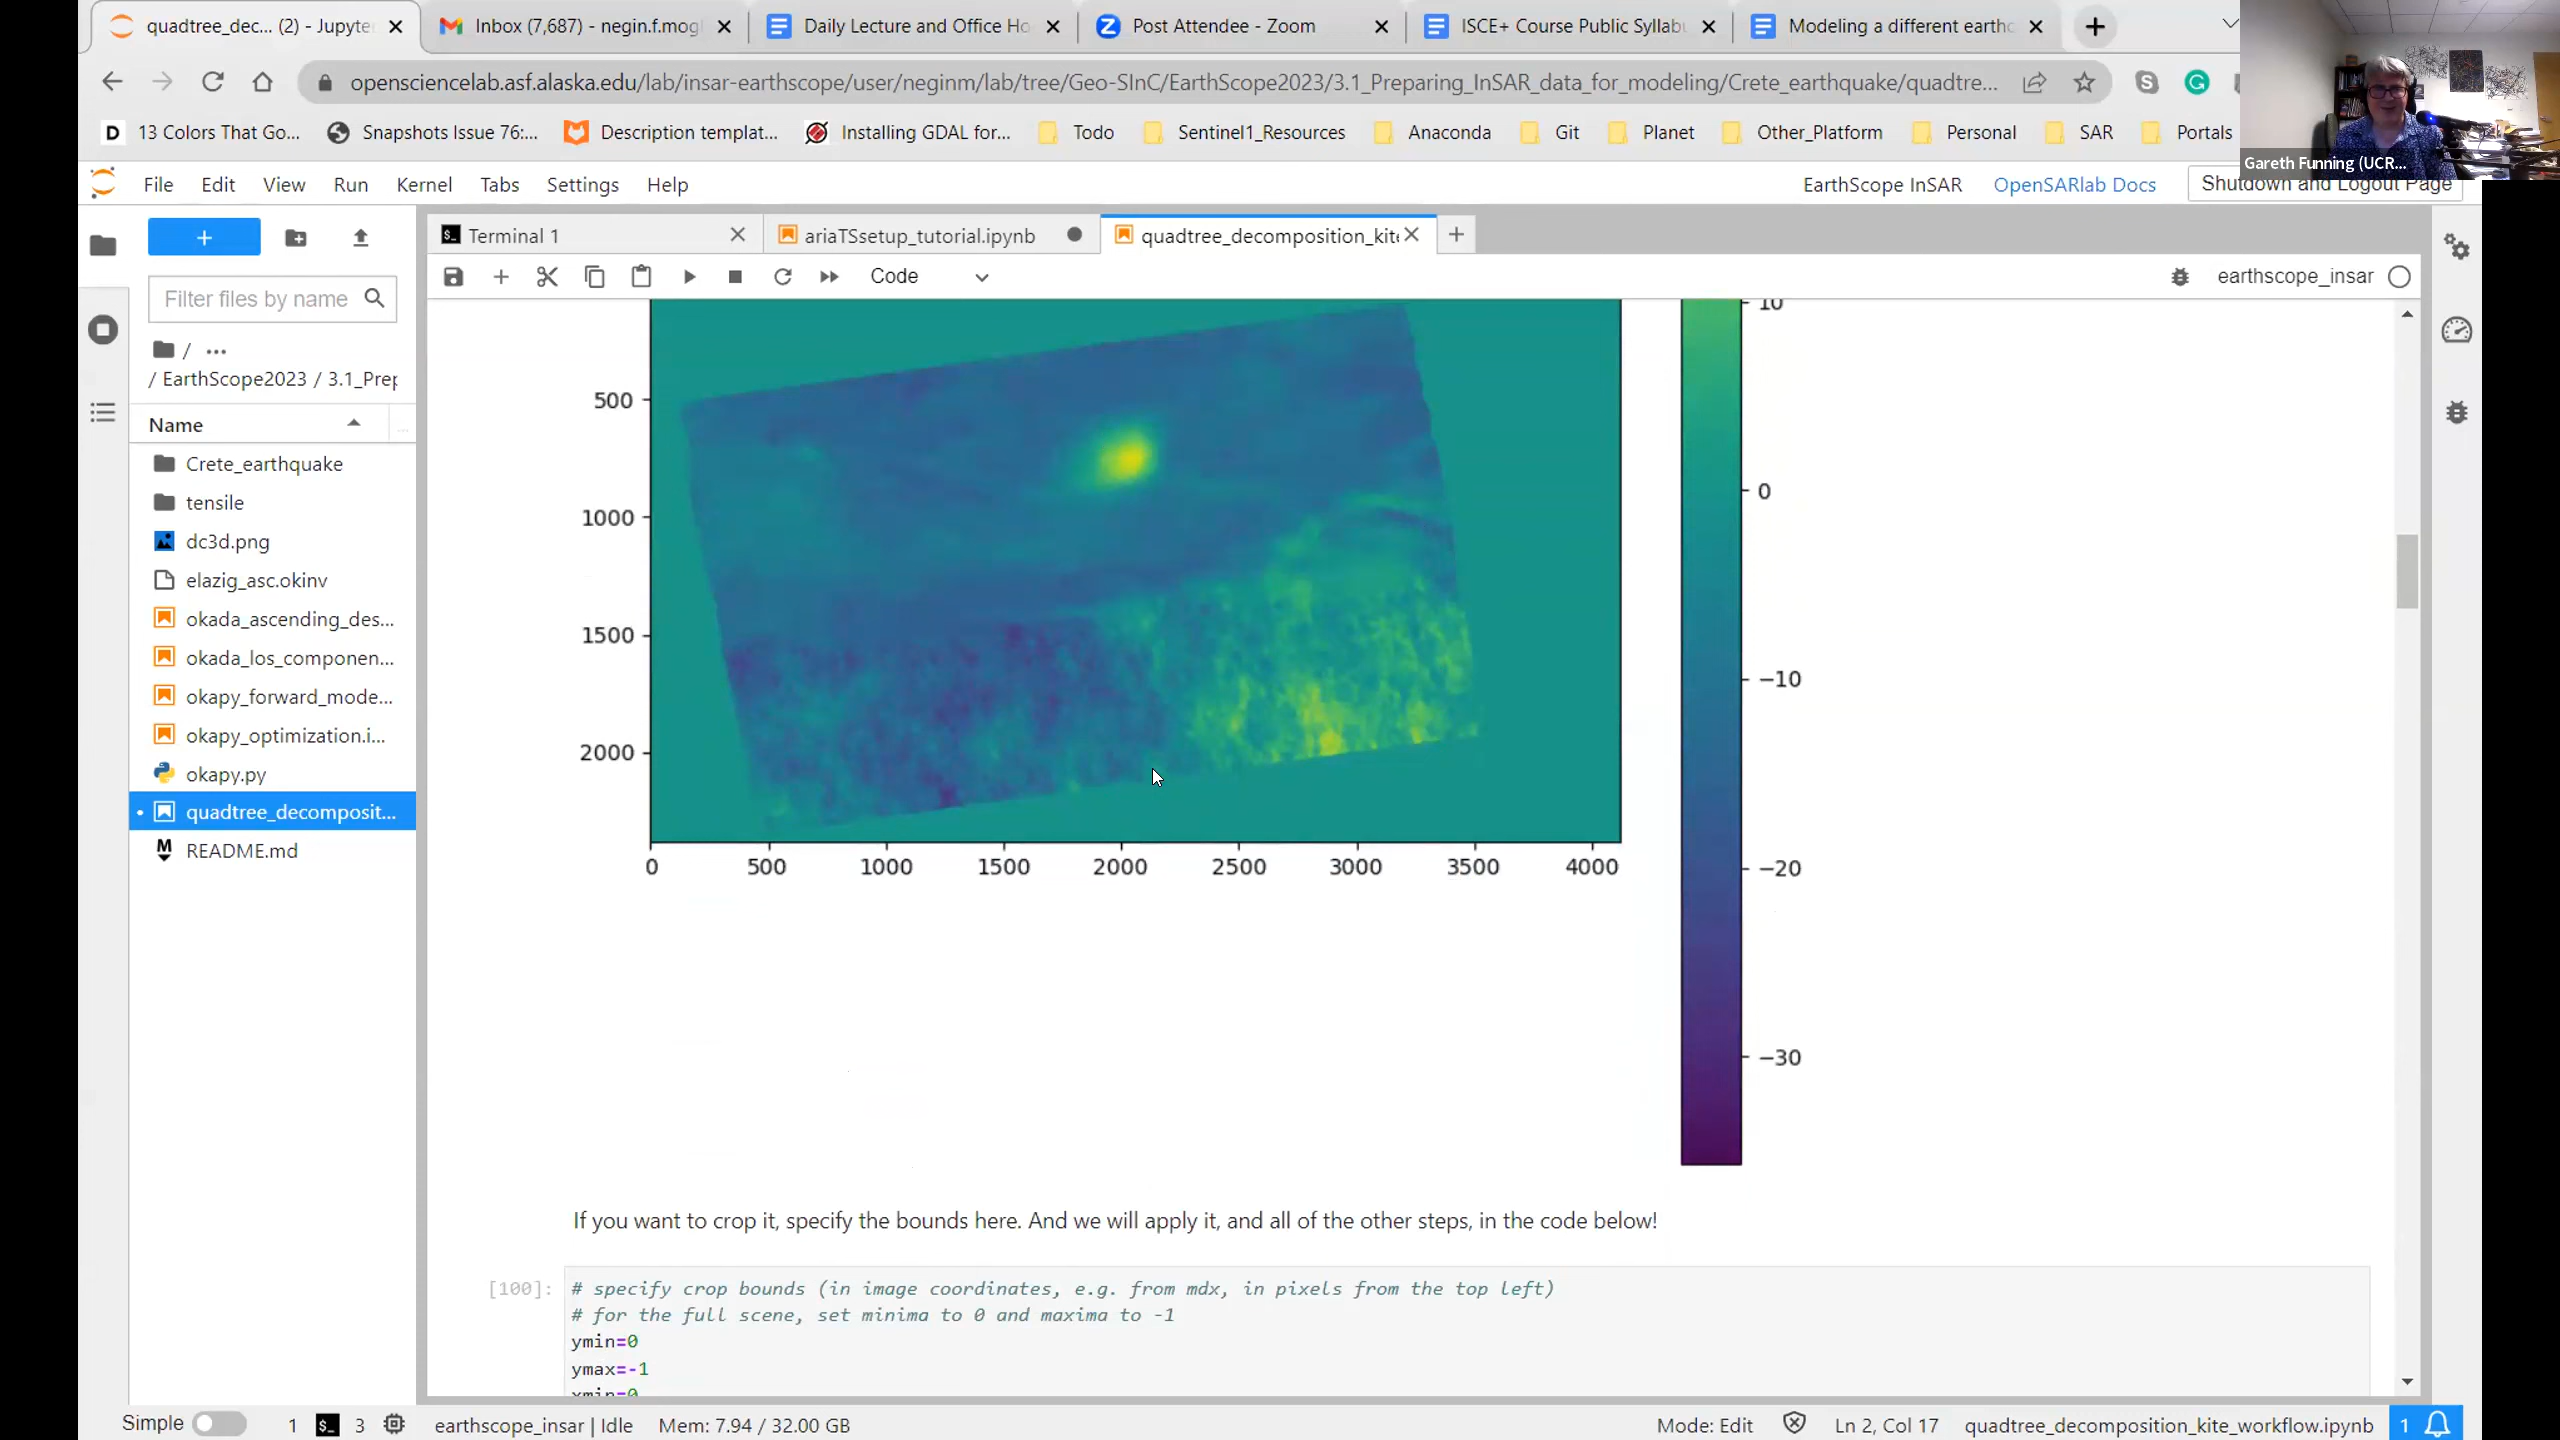 quadtree_dec... (2) - Jupyte
Inbox (7,687) - negin.f.mog
Daily Lecture and Office Ho
Post Attendee - Zoom
ISCE+ Course Public Syllab
Modeling a different earthc
opensciencelab.asf.alaska.edu/lab/insar-earthscope/user/neginm/lab/tree/Geo-SInC/EarthScope2023/3.1_Preparing_InSAR_data_for_modeling/Crete_earthquake/quadtre...
13 Colors That Go...
Snapshots Issue 76:...
Description templat...
Installing GDAL for...
Todo
Sentinel1_Resources
Anaconda
Git
Planet
Other_Platform
Personal
SAR
Portals
Gareth Funning (UCR...
File Edit View Run Kernel Tabs Settings Help
EarthScope InSAR
OpenSARlab Docs
Shutdown and Logout Page
Terminal 1
ariaTSsetup_tutorial.ipynb
quadtree_decomposition_kite
Code
earthscope_insar
Filter files by name
/ ...
/ EarthScope2023 / 3.1_Prep
Name
Crete_earthquake
tensile
dc3d.png
elazig_asc.okinv
okada_ascending_des...
okada_los_componen...
okapy_forward_mode...
okapy_optimization.i...
okapy.py
quadtree_decomposit...
README.md
500
1000
1500
2000
0 500 1000 1500 2000 2500 3000 3500 4000
10
0
−10
−20
−30
If you want to crop it, specify the bounds here. And we will apply it, and all of the other steps, in the code below!
[100]:
# specify crop bounds (in image coordinates, e.g. from mdx, in pixels from the top left)
# for the full scene, set minima to 0 and maxima to -1
ymin=0
ymax=-1
xmin=0
Simple
1
3
earthscope_insar | Idle
Mem: 7.94 / 32.00 GB
Mode: Edit
Ln 2, Col 17
quadtree_decomposition_kite_workflow.ipynb
1